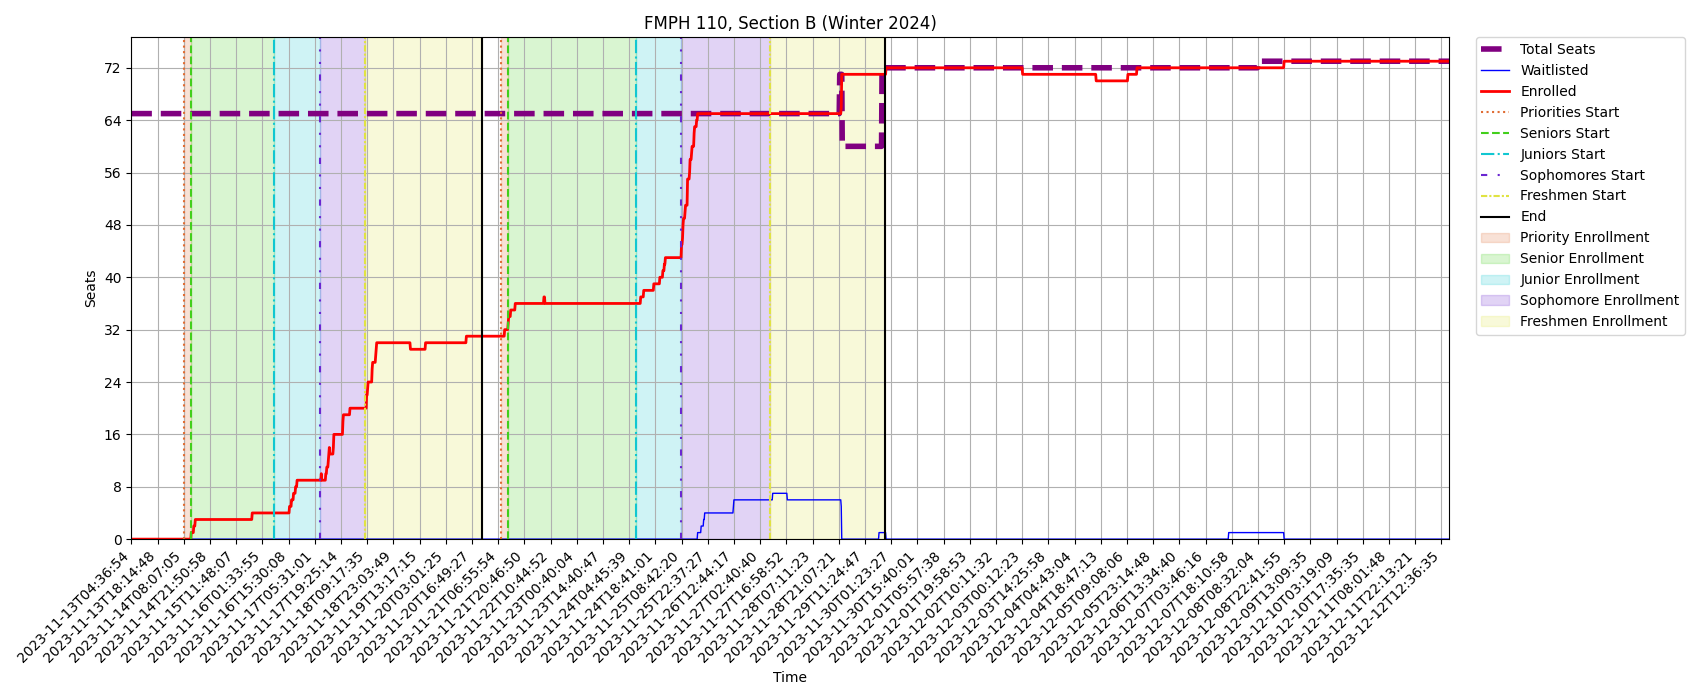 FMPH 110, Section B (Winter 2024)
Seats
72
64
56
48
40
32
24
16
8
0
2023-11-13T04:36:54
2023-11-13T18:14:48
2023-11-14T08:07:05
2023-11-14T21:50:58
2023-11-15T11:48:07
2023-11-16T01:33:55
2023-11-16T15:30:08
2023-11-17T05:31:01
2023-11-17T19:25:14
2023-11-18T09:17:35
2023-11-18T23:03:49
2023-11-19T13:17:15
2023-11-20T03:01:25
2023-11-20T16:49:27
2023-11-21T06:55:54
2023-11-21T20:46:50
2023-11-22T10:44:52
2023-11-23T00:40:04
2023-11-23T14:40:47
2023-11-24T04:45:39
2023-11-24T18:41:01
2023-11-25T08:42:20
2023-11-25T22:37:27
2023-11-26T12:44:17
2023-11-27T02:40:40
2023-11-27T16:58:52
2023-11-28T07:11:23
2023-11-28T21:07:21
2023-11-29T11:24:47
2023-11-30T01:23:27
2023-11-30T15:40:01
2023-12-01T05:57:38
2023-12-01T19:58:53
2023-12-02T10:11:32
2023-12-03T00:12:23
2023-12-03T14:25:58
2023-12-04T04:43:04
2023-12-04T18:47:13
2023-12-05T09:08:06
2023-12-05T23:14:48
2023-12-06T13:34:40
2023-12-07T03:46:16
2023-12-07T18:10:58
2023-12-08T08:32:04
2023-12-08T22:41:55
2023-12-09T13:09:35
2023-12-10T03:19:09
2023-12-10T17:35:35
2023-12-11T08:01:48
2023-12-11T22:13:21
2023-12-12T12:36:35
Time
Total Seats
Waitlisted
Enrolled
Priorities Start
Seniors Start
Juniors Start
Sophomores Start
Freshmen Start
End
Priority Enrollment
Senior Enrollment
Junior Enrollment
Sophomore Enrollment
Freshmen Enrollment